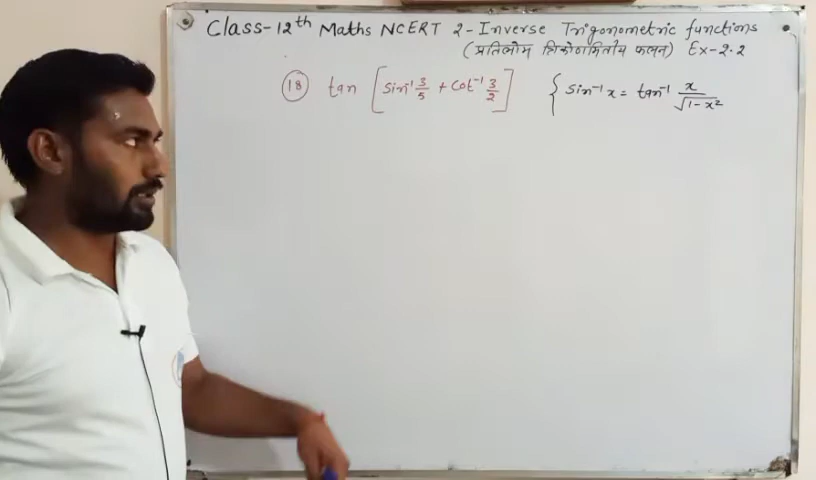 Class-12th Maths NCERT 2-Inverse Trigonometric functions
(प्रतिलोम त्रिकोणमितीय फलन) Ex-2.2
(18) tan [sin⁻¹ 3/5 + Cot⁻¹ 3/2] { sin⁻¹x = tan⁻¹ x/√1-x²